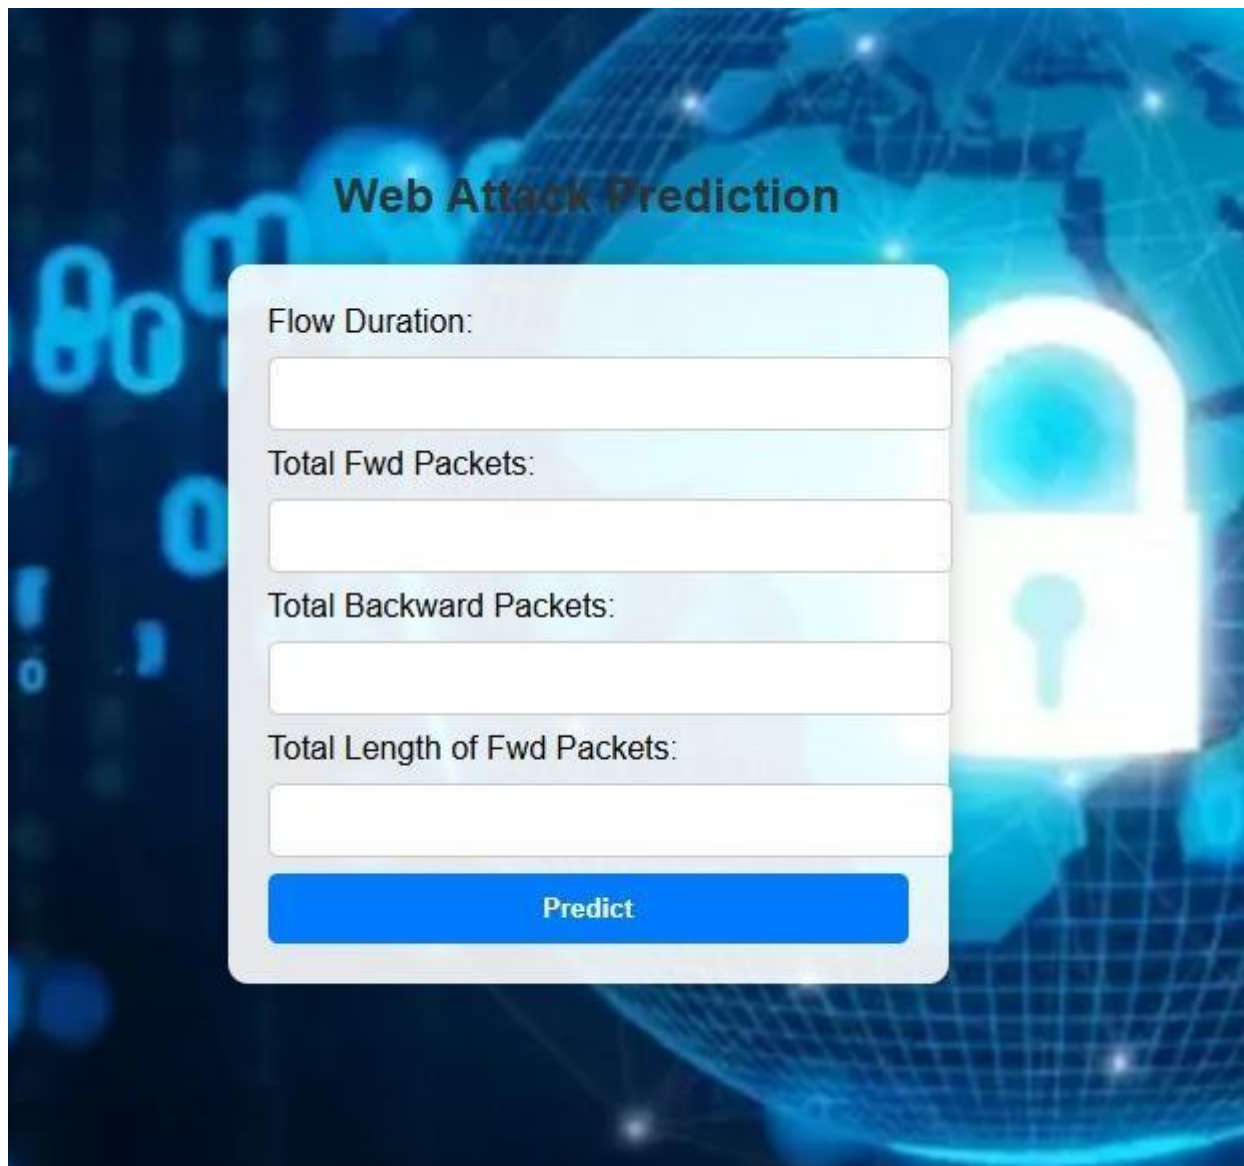 Web Attack Prediction
Flow Duration:
Total Fwd Packets:
Total Backward Packets:
Total Length of Fwd Packets:
Predict